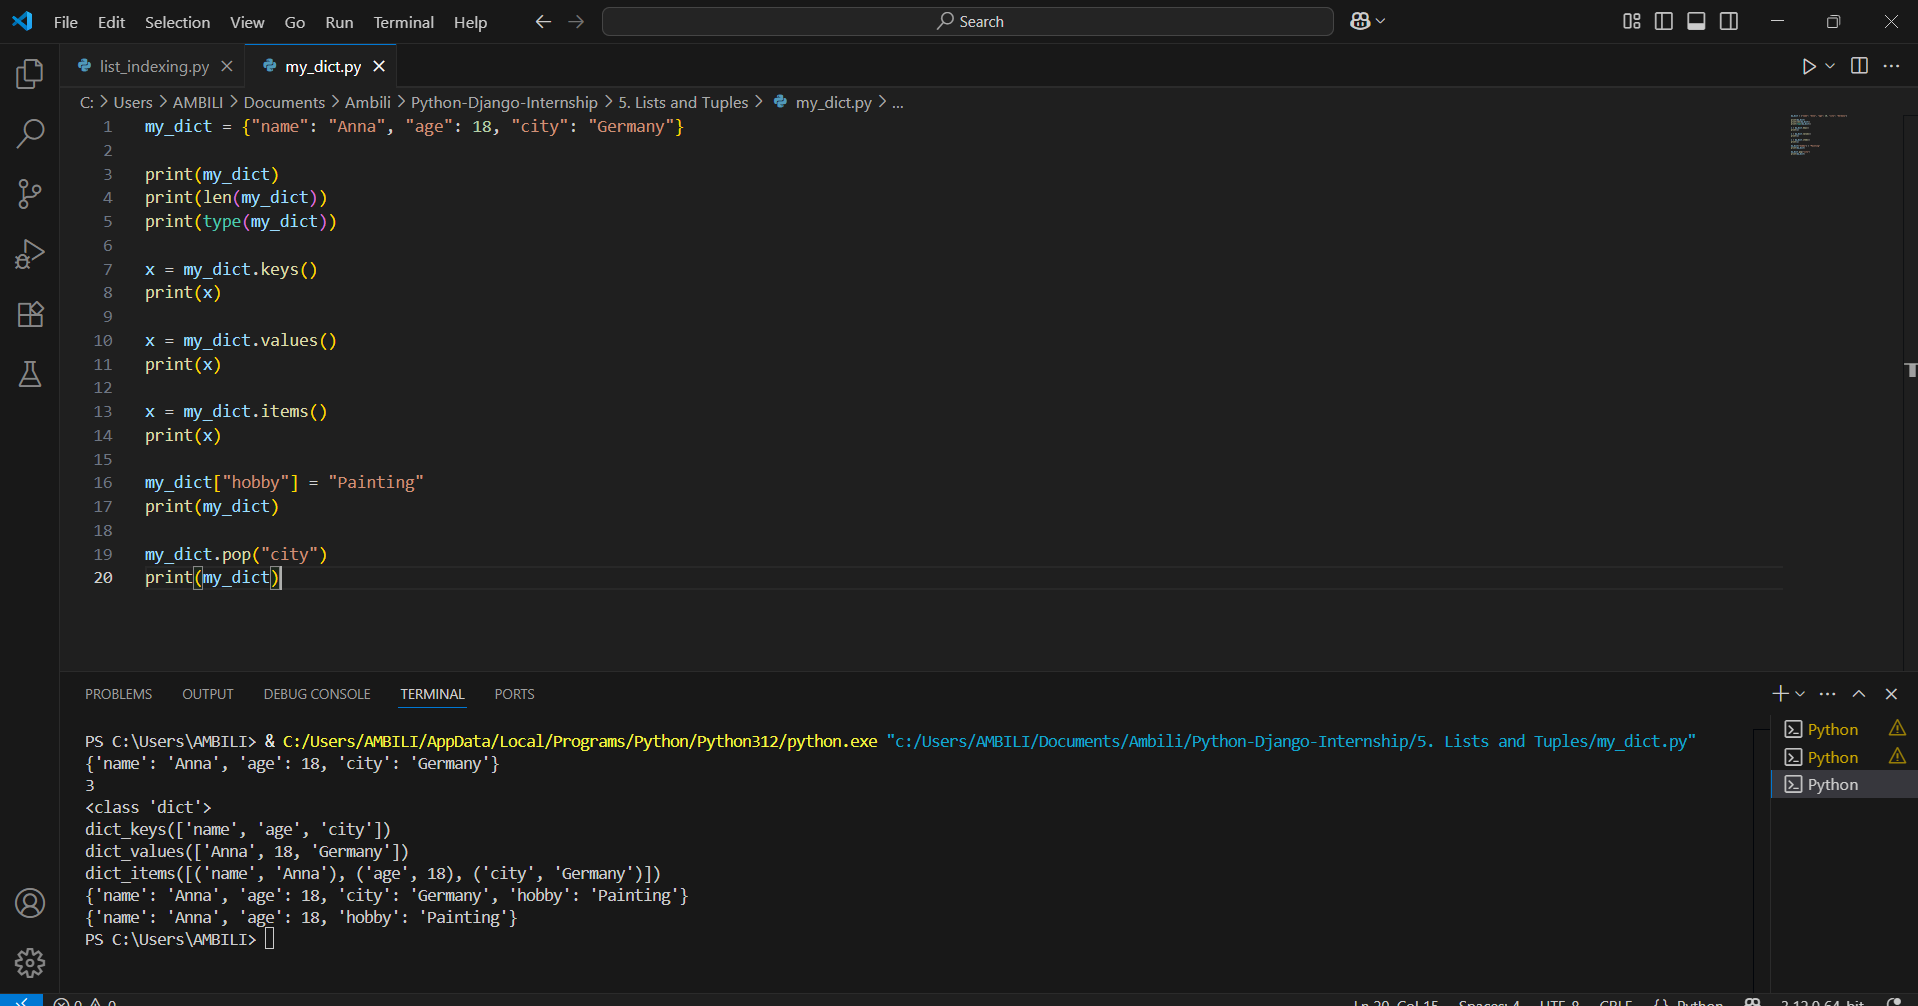 File Edit Selection View Go Run Terminal Help Search
list_indexing.py my_dict.py
C: > Users > AMBILI > Documents > Ambili > Python-Django-Internship > 5. Lists and Tuples > my_dict.py > ...
1 my_dict = {"name": "Anna", "age": 18, "city": "Germany"}
2
3 print(my_dict)
4 print(len(my_dict))
5 print(type(my_dict))
6
7 x = my_dict.keys()
8 print(x)
9
10 x = my_dict.values()
11 print(x)
12
13 x = my_dict.items()
14 print(x)
15
16 my_dict["hobby"] = "Painting"
17 print(my_dict)
18
19 my_dict.pop("city")
20 print(my_dict)
PROBLEMS OUTPUT DEBUG CONSOLE TERMINAL PORTS
PS C:\Users\AMBILI> & C:/Users/AMBILI/AppData/Local/Programs/Python/Python312/python.exe "c:/Users/AMBILI/Documents/Ambili/Python-Django-Internship/5. Lists and Tuples/my_dict.py"
{'name': 'Anna', 'age': 18, 'city': 'Germany'}
3
<class 'dict'>
dict_keys(['name', 'age', 'city'])
dict_values(['Anna', 18, 'Germany'])
dict_items([('name', 'Anna'), ('age', 18), ('city', 'Germany')])
{'name': 'Anna', 'age': 18, 'city': 'Germany', 'hobby': 'Painting'}
{'name': 'Anna', 'age': 18, 'hobby': 'Painting'}
PS C:\Users\AMBILI>
Python
Python
Python
0 0 Ln 20, Col 15 Spaces: 4 UTF-8 CRLF {} Python 3.12.0 64-bit